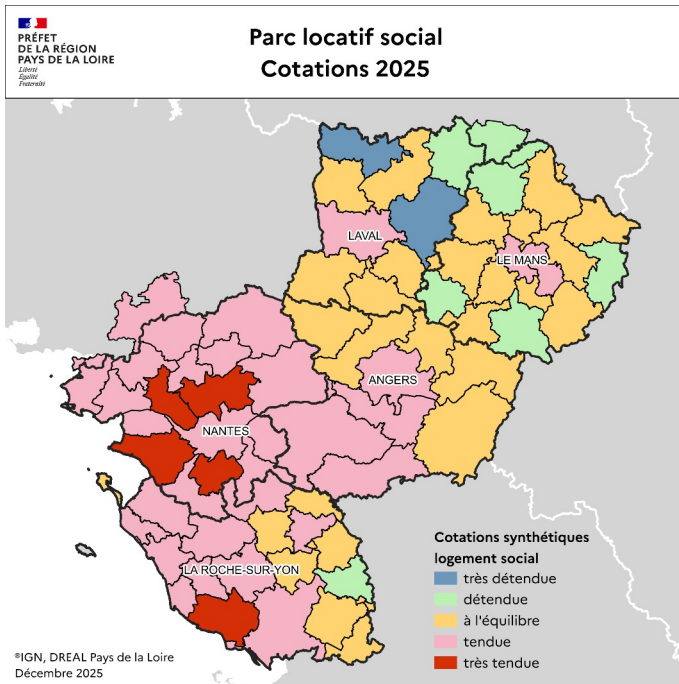 PRÉFET
DE LA RÉGION
PAYS DE LA LOIRE
Liberté
Égalité
Fraternité
Parc locatif social
Cotations 2025
LAVAL
LE MANS
ANGERS
NANTES
LA ROCHE-SUR-YON
Cotations synthétiques
logement social
très détendue
détendue
à l'équilibre
tendue
très tendue
®IGN, DREAL Pays de la Loire
Décembre 2025